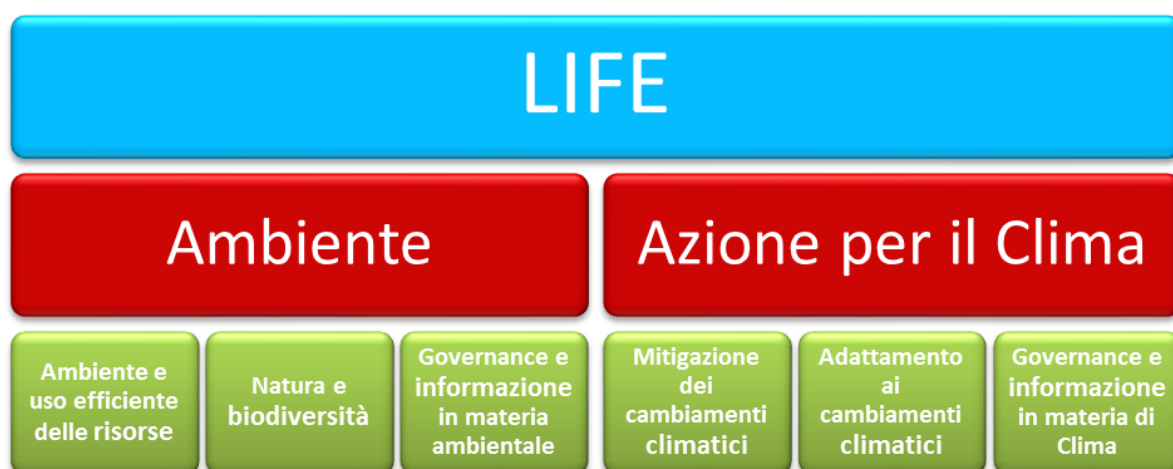 LIFE
Ambiente
Azione per il Clima
Ambiente e
uso efficiente
delle risorse
Natura e
biodiversità
Governance e
informazione
in materia
ambientale
Mitigazione
dei
cambiamenti
climatici
Adattamento
ai
cambiamenti
climatici
Governance e
informazione
in materia di
Clima